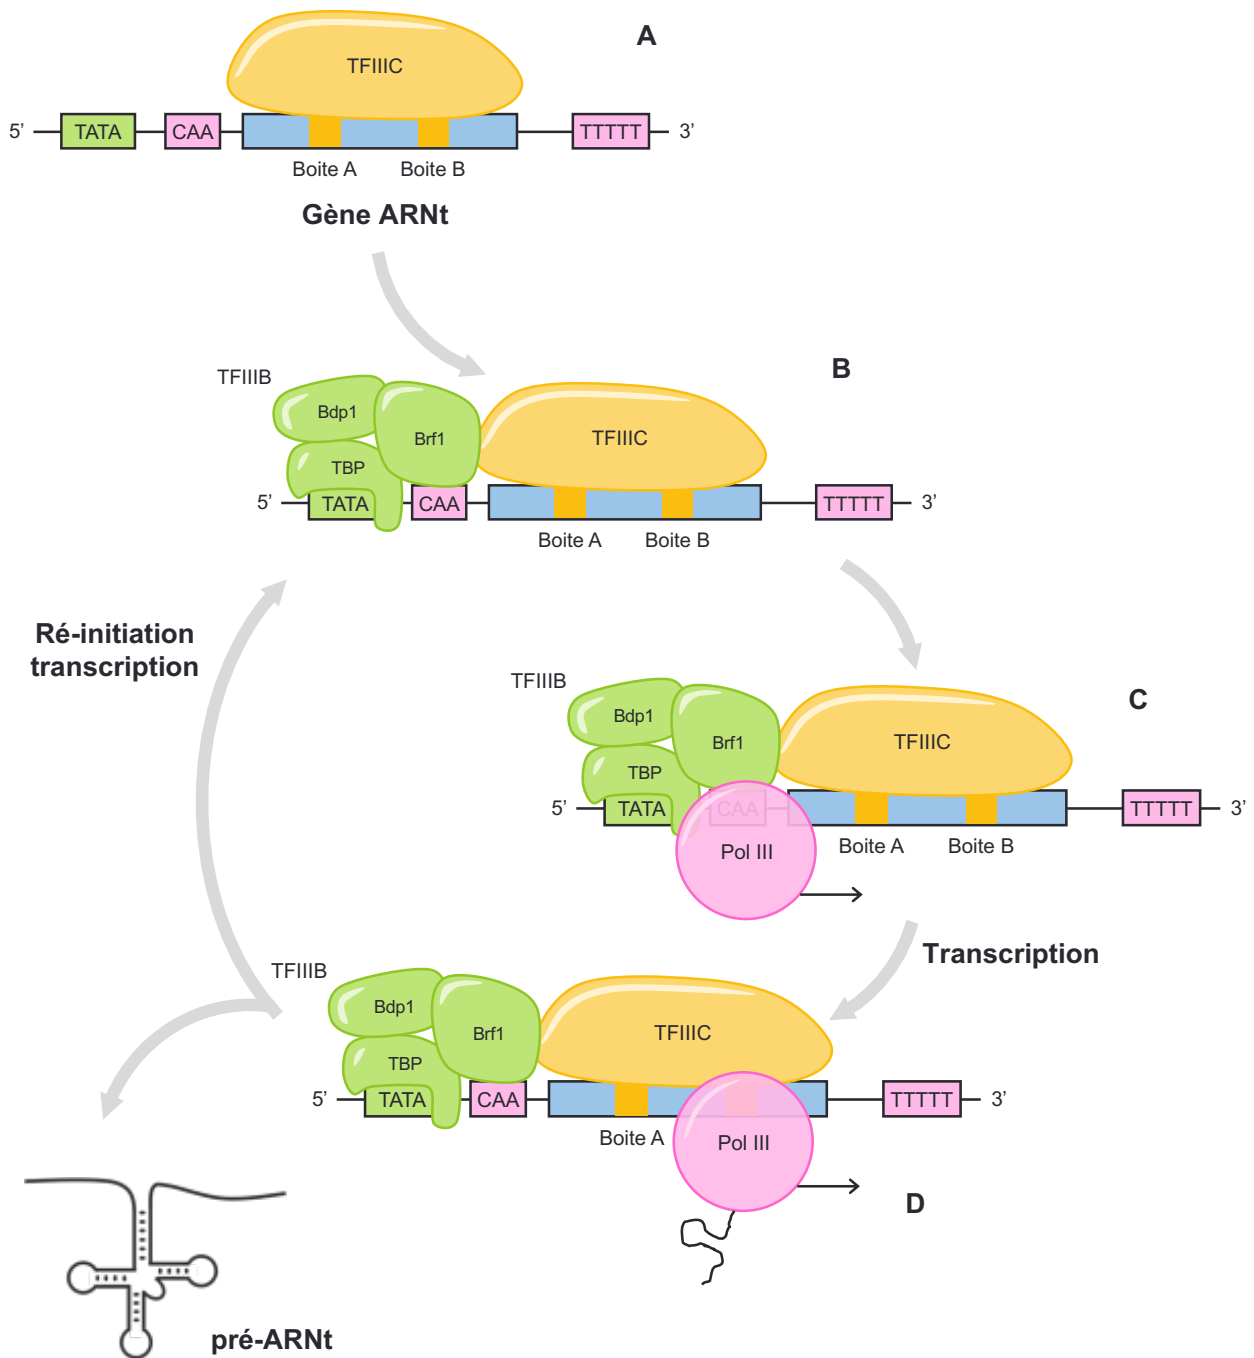 A
TFIIIC
5’ TATA CAA TTTTT 3’
Boite A Boite B
Gène ARNt
B
TFIIIB
Bdp1
Brf1
TFIIIC
TBP
5’ TATA CAA TTTTT 3’
Boite A Boite B
Ré-initiation
transcription
C
TFIIIB
Bdp1
Brf1
TFIIIC
TBP
5’ TATA CAA TTTTT 3’
Pol III
Boite A Boite B
Transcription
TFIIIB
Bdp1
Brf1
TFIIIC
TBP
5’ TATA CAA TTTTT 3’
Boite A
Pol III
D
pré-ARNt